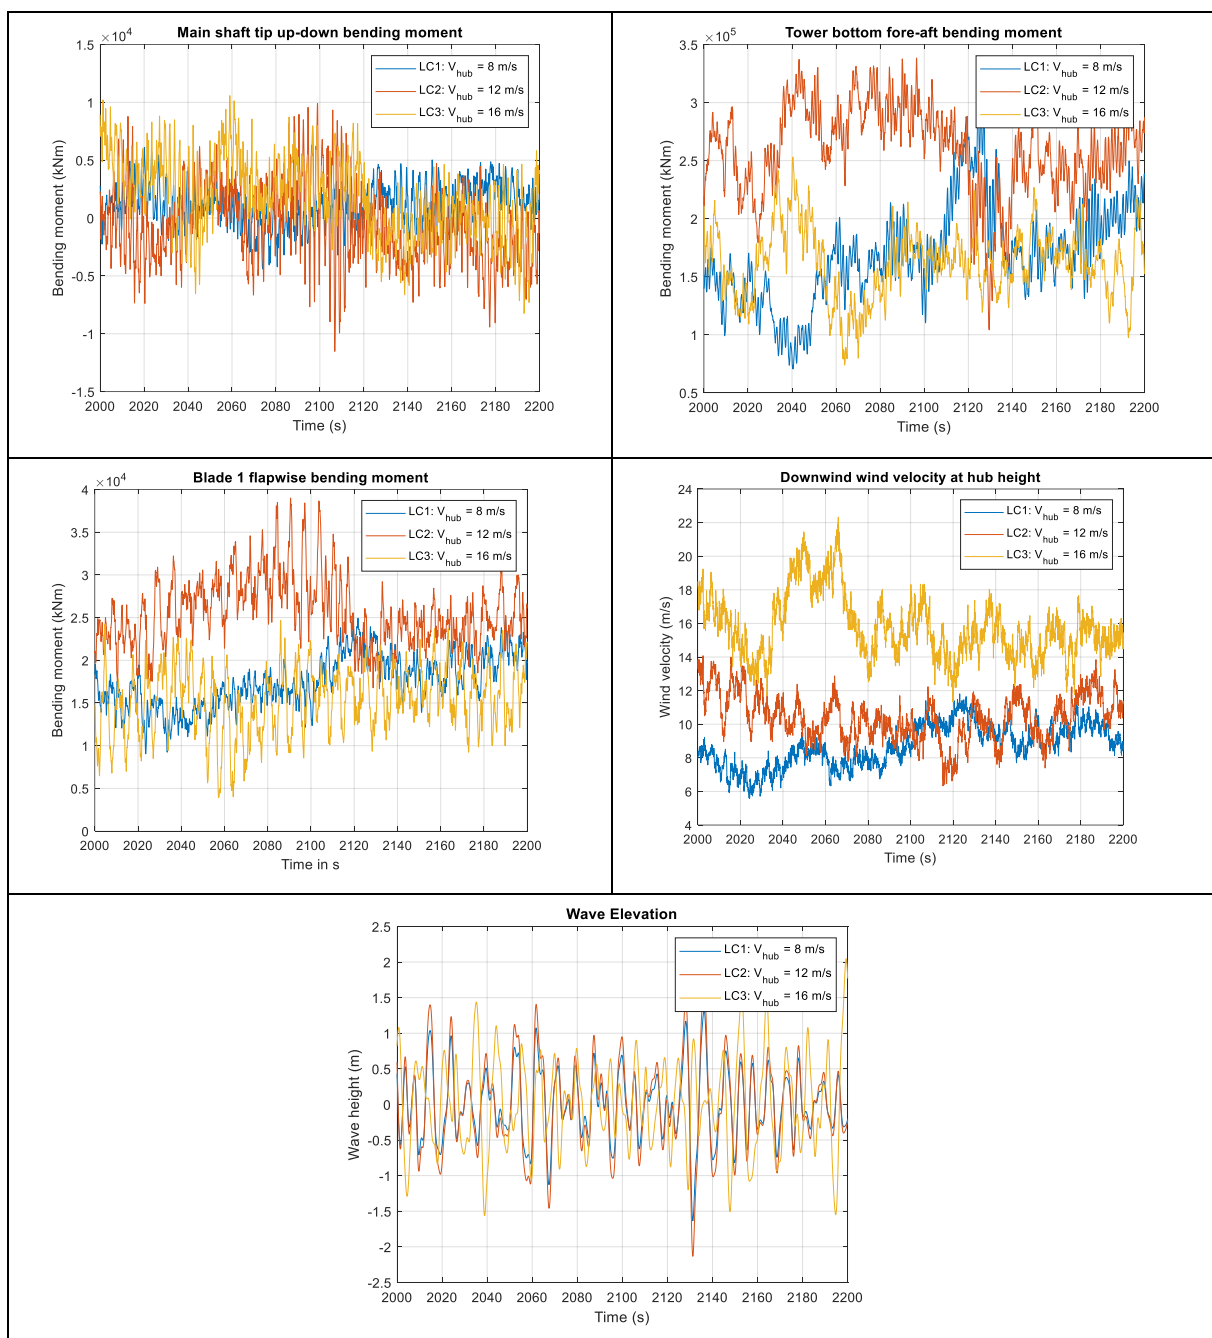 Main shaft tip up-down bending moment
×10^4
1.5
1
0.5
0
-0.5
-1
-1.5
Bending moment (kNm)
LC1: V_hub = 8 m/s
LC2: V_hub = 12 m/s
LC3: V_hub = 16 m/s
2000 2020 2040 2060 2080 2100 2120 2140 2160 2180 2200
Time (s)
Tower bottom fore-aft bending moment
×10^5
3.5
3
2.5
2
1.5
1
0.5
Bending moment (kNm)
LC1: V_hub = 8 m/s
LC2: V_hub = 12 m/s
LC3: V_hub = 16 m/s
2000 2020 2040 2060 2080 2100 2120 2140 2160 2180 2200
Time (s)
Blade 1 flapwise bending moment
×10^4
4
3.5
3
2.5
2
1.5
1
0.5
0
Bending moment (kNm)
LC1: V_hub = 8 m/s
LC2: V_hub = 12 m/s
LC3: V_hub = 16 m/s
2000 2020 2040 2060 2080 2100 2120 2140 2160 2180 2200
Time in s
Downwind wind velocity at hub height
24
22
20
18
16
14
12
10
8
6
4
Wind velocity (m/s)
LC1: V_hub = 8 m/s
LC2: V_hub = 12 m/s
LC3: V_hub = 16 m/s
2000 2020 2040 2060 2080 2100 2120 2140 2160 2180 2200
Time (s)
Wave Elevation
2.5
2
1.5
1
0.5
0
-0.5
-1
-1.5
-2
-2.5
Wave height (m)
LC1: V_hub = 8 m/s
LC2: V_hub = 12 m/s
LC3: V_hub = 16 m/s
2000 2020 2040 2060 2080 2100 2120 2140 2160 2180 2200
Time (s)